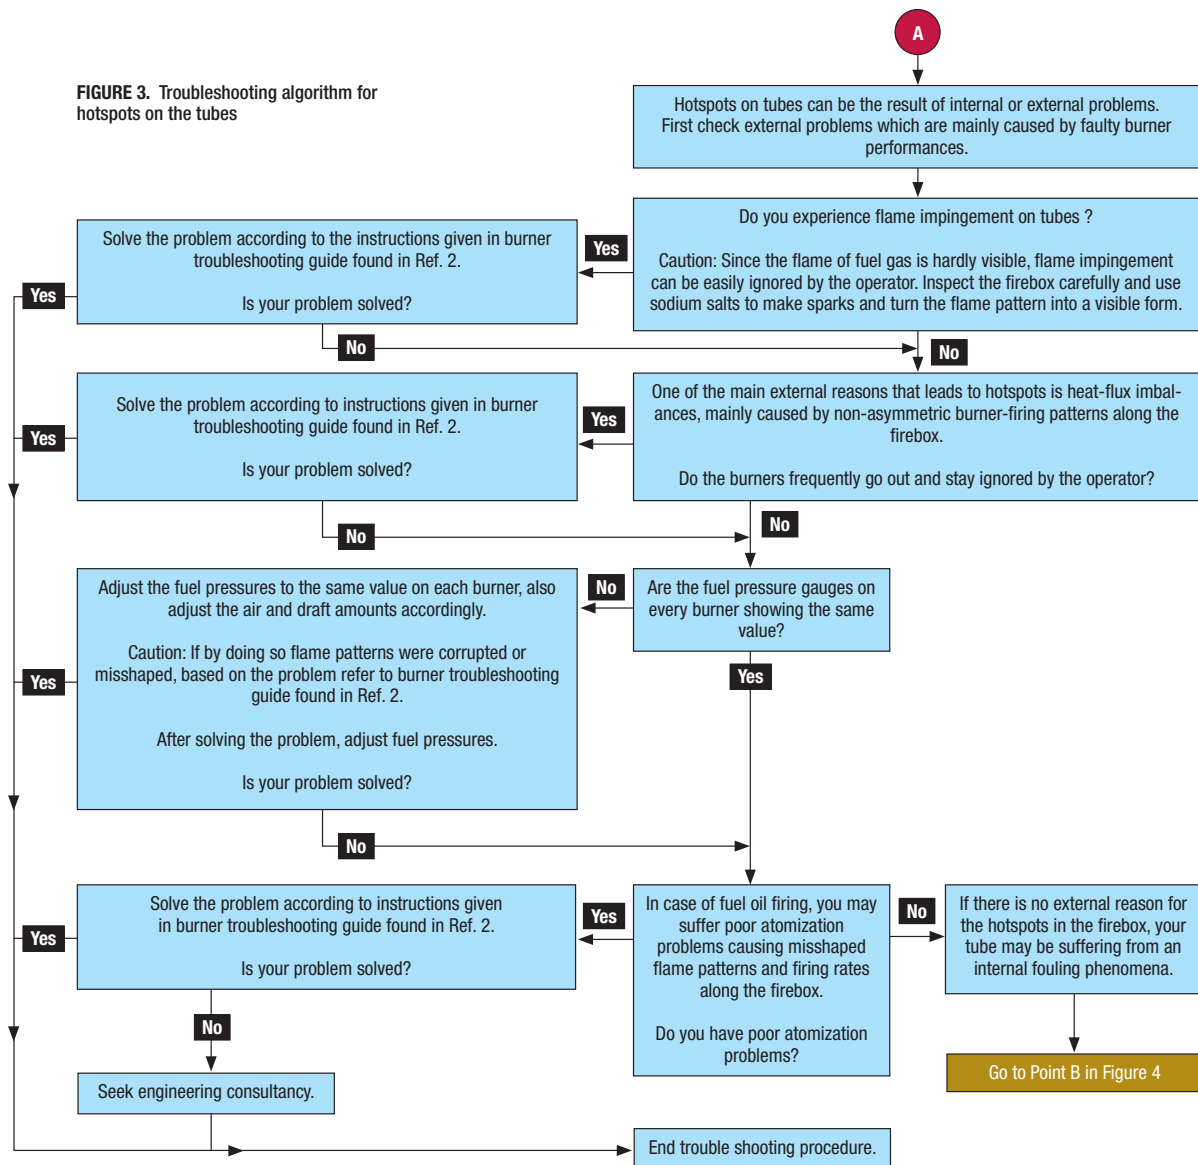 A
FIGURE 3. Troubleshooting algorithm for
hotspots on the tubes
Hotspots on tubes can be the result of internal or external problems.
First check external problems which are mainly caused by faulty burner
performances.
Do you experience flame impingement on tubes ?
Caution: Since the flame of fuel gas is hardly visible, flame impingement
can be easily ignored by the operator. Inspect the firebox carefully and use
sodium salts to make sparks and turn the flame pattern into a visible form.
Yes
Solve the problem according to the instructions given in burner
troubleshooting guide found in Ref. 2.
Is your problem solved?
Yes
No
No
One of the main external reasons that leads to hotspots is heat-flux imbal-
ances, mainly caused by non-asymmetric burner-firing patterns along the
firebox.
Do the burners frequently go out and stay ignored by the operator?
Yes
Solve the problem according to instructions given in burner
troubleshooting guide found in Ref. 2.
Is your problem solved?
Yes
No
No
Are the fuel pressure gauges on
every burner showing the same
value?
No
Adjust the fuel pressures to the same value on each burner, also
adjust the air and draft amounts accordingly.
Caution: If by doing so flame patterns were corrupted or
misshaped, based on the problem refer to burner troubleshooting
guide found in Ref. 2.
After solving the problem, adjust fuel pressures.
Is your problem solved?
Yes
Yes
No
In case of fuel oil firing, you may
suffer poor atomization
problems causing misshaped
flame patterns and firing rates
along the firebox.
Do you have poor atomization
problems?
Yes
Solve the problem according to instructions given
in burner troubleshooting guide found in Ref. 2.
Is your problem solved?
Yes
No
No
If there is no external reason for
the hotspots in the firebox, your
tube may be suffering from an
internal fouling phenomena.
Go to Point B in Figure 4
Seek engineering consultancy.
End trouble shooting procedure.